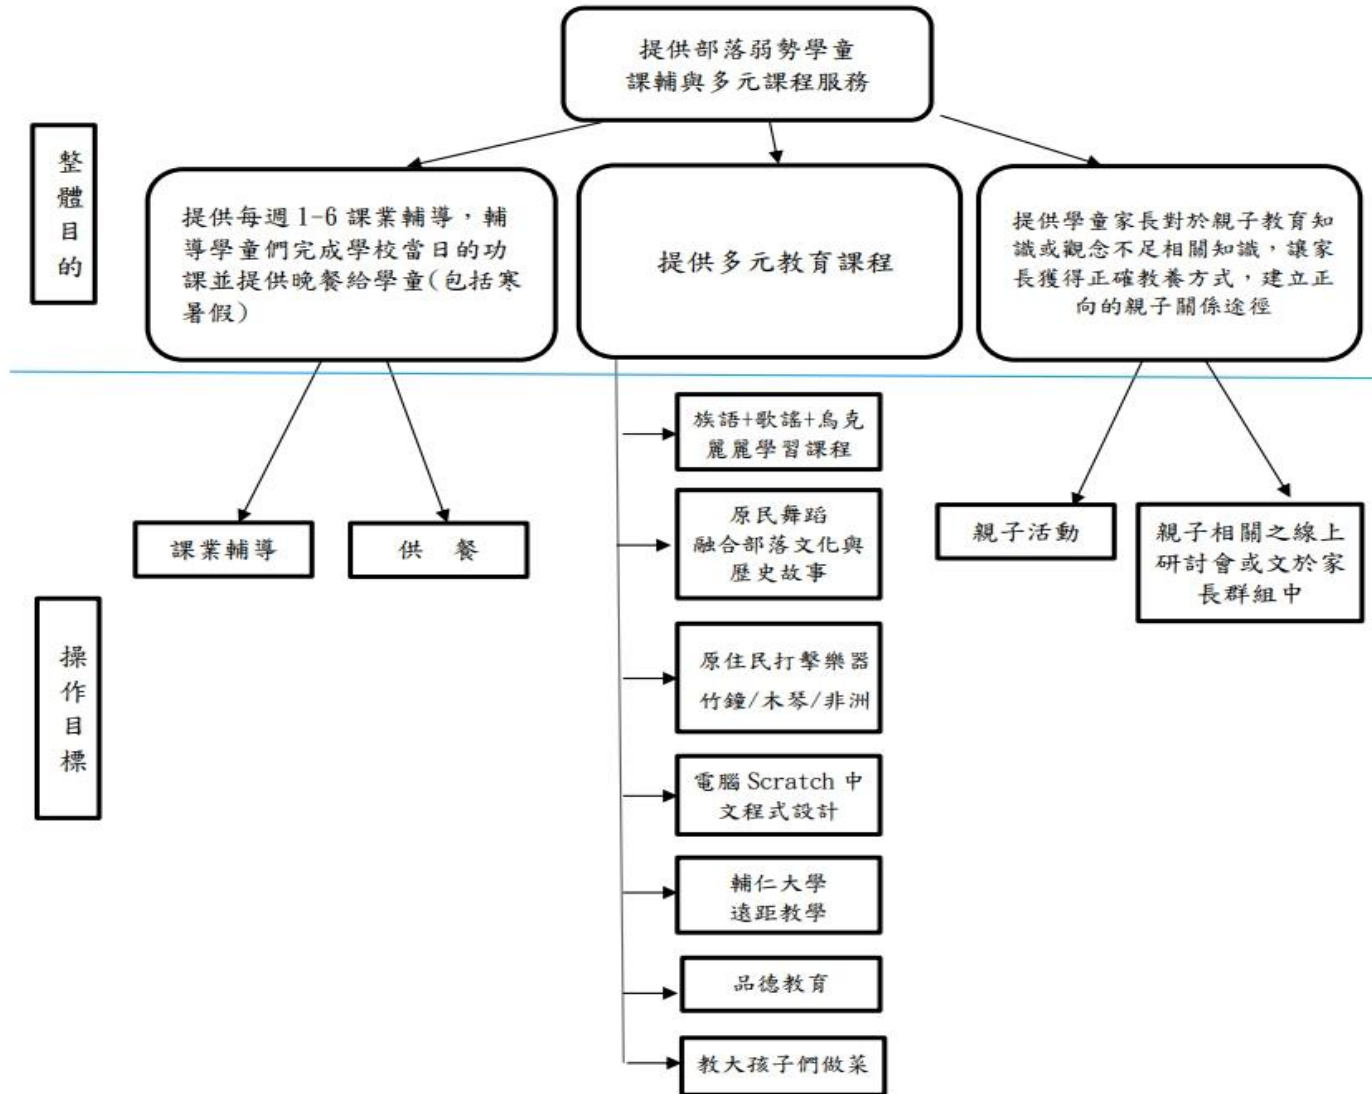 提供部落弱勢學童
課輔與多元課程服務
整體目的
提供每週 1-6 課業輔導，輔
導學童們完成學校當日的功
課並提供晚餐給學童(包括寒
暑假)
提供多元教育課程
提供學童家長對於親子教育知
識或觀念不足相關知識，讓家
長獲得正確教養方式，建立正
向的親子關係途徑
操作目標
課業輔導
供 餐
族語+歌謠+烏克
麗麗學習課程
原民舞蹈
融合部落文化與
歷史故事
原住民打擊樂器
竹鐘/木琴/非洲
電腦 Scratch 中
文程式設計
輔仁大學
遠距教學
品德教育
教大孩子們做菜
親子活動
親子相關之線上
研討會或文於家
長群組中